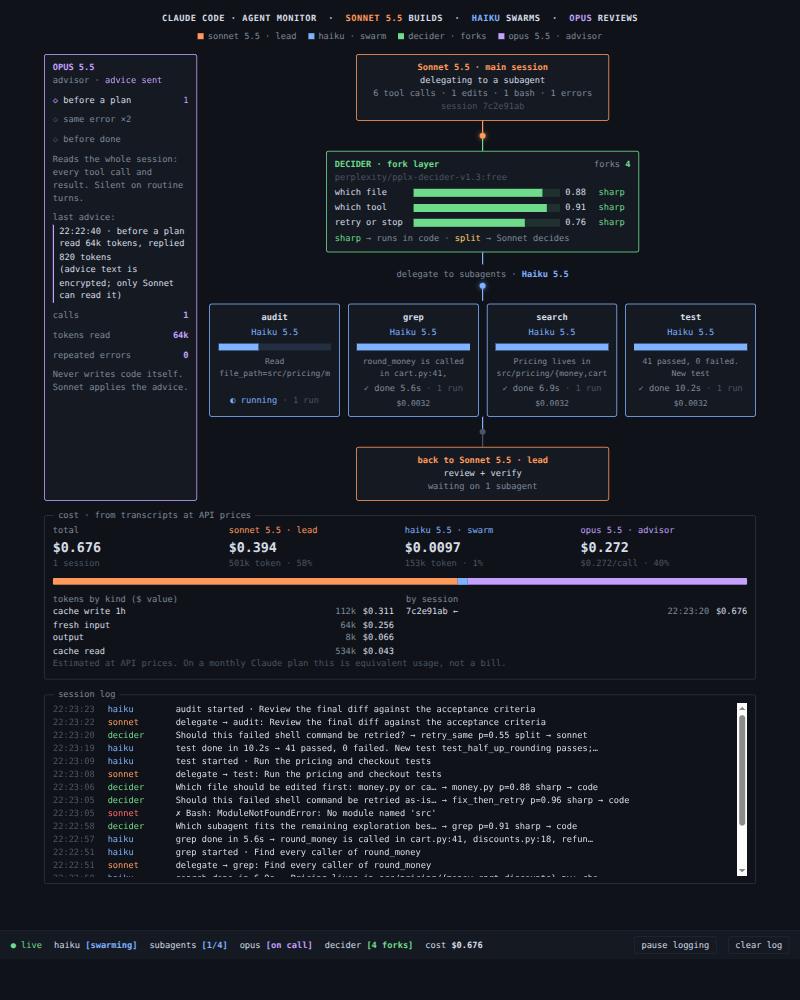 CLAUDE CODE · AGENT MONITOR · SONNET 5.5 BUILDS · HAIKU SWARMS · OPUS REVIEWS
sonnet 5.5 · lead haiku · swarm decider · forks opus 5.5 · advisor
OPUS 5.5
advisor · advice sent
◇ before a plan 1
◇ same error ×2
◇ before done
Reads the whole session:
every tool call and
result. Silent on routine
turns.
last advice:
22:22:40 · before a plan
read 64k tokens, replied
820 tokens
(advice text is
encrypted; only Sonnet
can read it)
calls 1
tokens read 64k
repeated errors 0
Never writes code itself.
Sonnet applies the advice.
Sonnet 5.5 · main session
delegating to a subagent
6 tool calls · 1 edits · 1 bash · 1 errors
session 7c2e91ab
DECIDER · fork layer forks 4
perplexity/pplx-decider-v1.3:free
which file 0.88 sharp
which tool 0.91 sharp
retry or stop 0.76 sharp
sharp → runs in code · split → Sonnet decides
delegate to subagents · Haiku 5.5
audit
Haiku 5.5
Read
file_path=src/pricing/m
◐ running · 1 run
grep
Haiku 5.5
round_money is called
in cart.py:41,
✓ done 5.6s · 1 run
$0.0032
search
Haiku 5.5
Pricing lives in
src/pricing/{money,cart
✓ done 6.9s · 1 run
$0.0032
test
Haiku 5.5
41 passed, 0 failed.
New test
✓ done 10.2s · 1 run
$0.0032
back to Sonnet 5.5 · lead
review + verify
waiting on 1 subagent
cost · from transcripts at API prices
total sonnet 5.5 · lead haiku 5.5 · swarm opus 5.5 · advisor
$0.676 $0.394 $0.0097 $0.272
1 session 501k token · 58% 153k token · 1% $0.272/call · 40%
tokens by kind ($ value) by session
cache write 1h 112k $0.311 7c2e91ab ← 22:23:20 $0.676
fresh input 64k $0.256
output 8k $0.066
cache read 534k $0.043
Estimated at API prices. On a monthly Claude plan this is equivalent usage, not a bill.
session log
22:23:23 haiku audit started · Review the final diff against the acceptance criteria
22:23:22 sonnet delegate → audit: Review the final diff against the acceptance criteria
22:23:20 decider Should this failed shell command be retried? → retry_same p=0.55 split → sonnet
22:23:19 haiku test done in 10.2s → 41 passed, 0 failed. New test test_half_up_rounding passes;…
22:23:09 haiku test started · Run the pricing and checkout tests
22:23:08 sonnet delegate → test: Run the pricing and checkout tests
22:23:06 decider Which file should be edited first: money.py or ca… → money.py p=0.88 sharp → code
22:23:05 decider Should this failed shell command be retried as-is… → fix_then_retry p=0.96 sharp → code
22:23:05 sonnet ✗ Bash: ModuleNotFoundError: No module named 'src'
22:22:58 decider Which subagent fits the remaining exploration bes… → grep p=0.91 sharp → code
22:22:57 haiku grep done in 5.6s → round_money is called in cart.py:41, discounts.py:18, refun…
22:22:51 haiku grep started · Find every caller of round_money
22:22:51 sonnet delegate → grep: Find every caller of round_money
● live haiku [swarming] subagents [1/4] opus [on call] decider [4 forks] cost $0.676 pause logging clear log